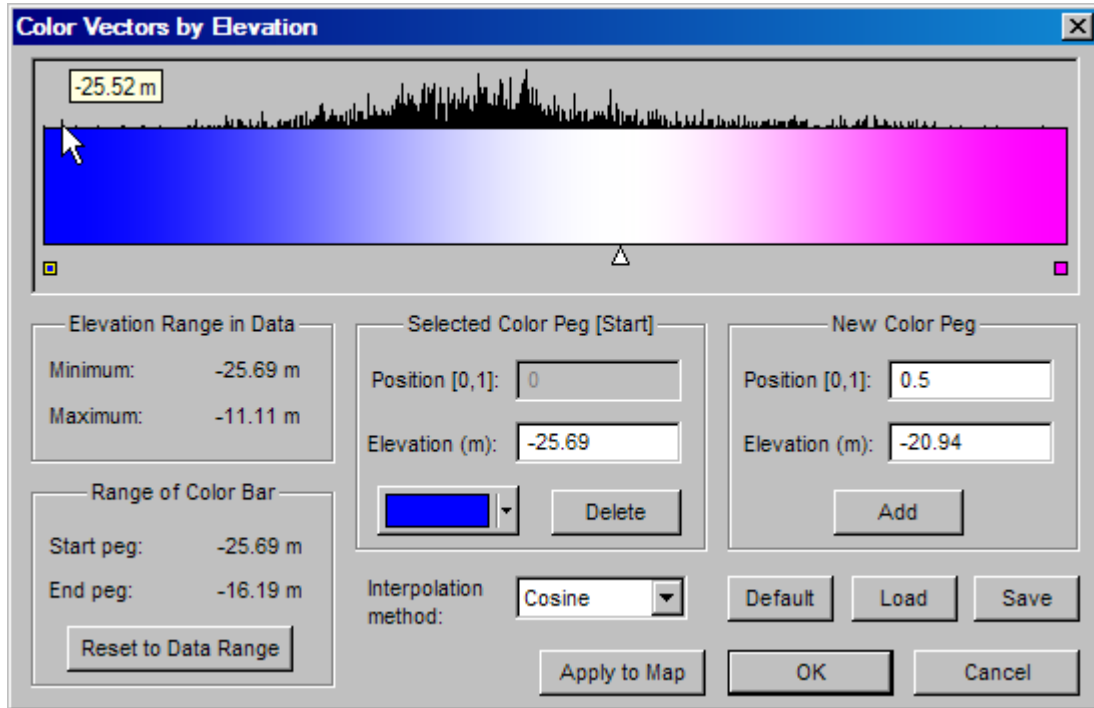 Color Vectors by Elevation
-25.52 m
Elevation Range in Data
Minimum: -25.69 m
Maximum: -11.11 m
Range of Color Bar
Start peg: -25.69 m
End peg: -16.19 m
Reset to Data Range
Selected Color Peg [Start]
Position [0,1]: 0
Elevation (m): -25.69
Delete
New Color Peg
Position [0,1]: 0.5
Elevation (m): -20.94
Add
Interpolation
method: Cosine
Default Load Save
Apply to Map OK Cancel